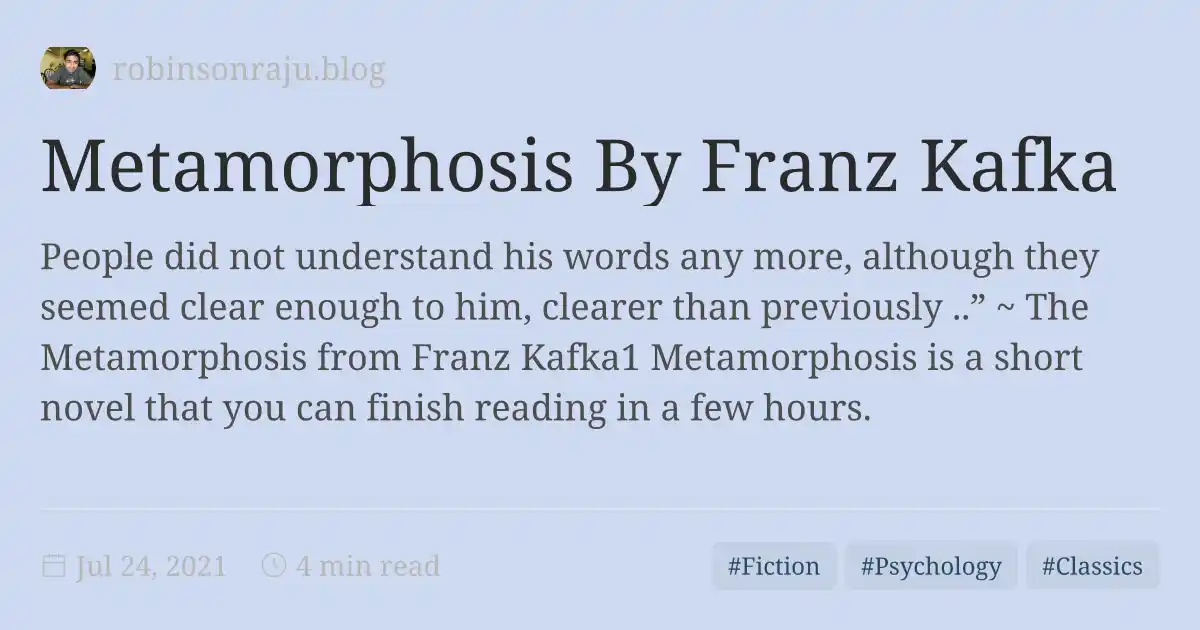 robinsonraju.blog
Metamorphosis By Franz Kafka
People did not understand his words any more, although they
seemed clear enough to him, clearer than previously ..” ~ The
Metamorphosis from Franz Kafka1 Metamorphosis is a short
novel that you can finish reading in a few hours.
Jul 24, 2021 4 min read #Fiction #Psychology #Classics